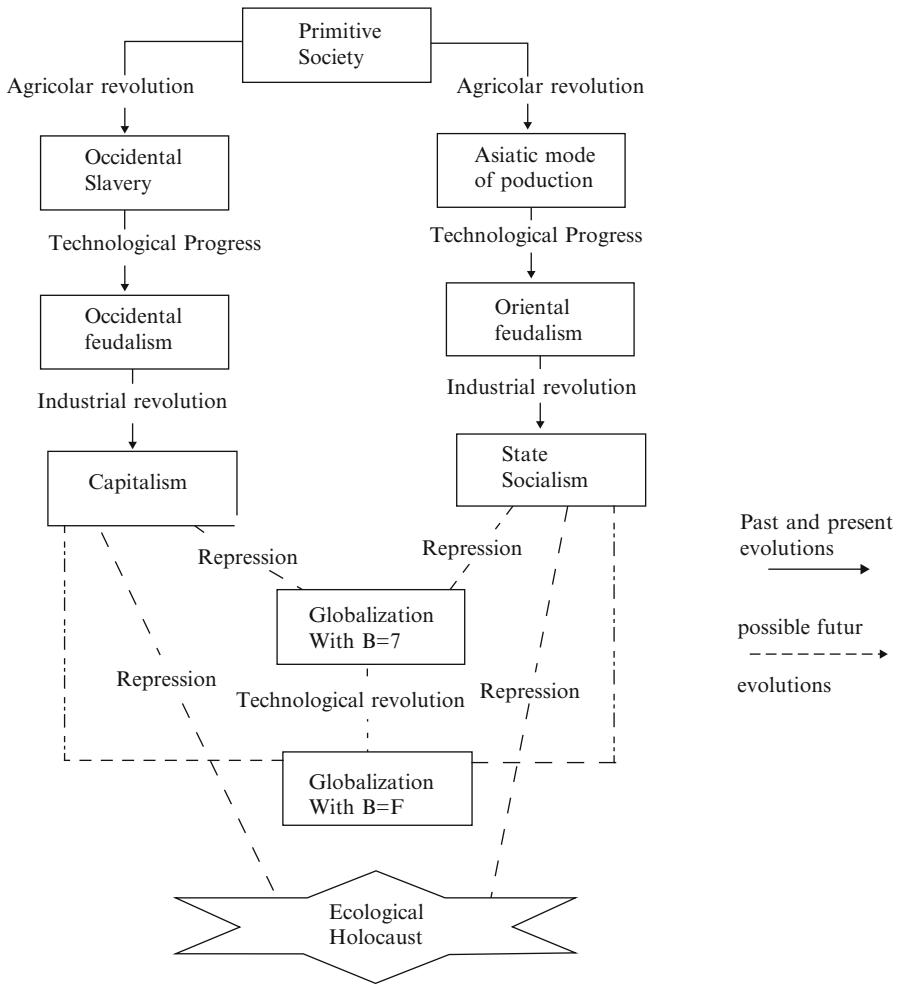 Primitive
Society
Agricolar revolution
Agricolar revolution
Occidental
Slavery
Asiatic mode
of poduction
Technological Progress
Technological Progress
Occidental
feudalism
Oriental
feudalism
Industrial revolution
Industrial revolution
Capitalism
State
Socialism
Past and present
evolutions
Repression
Repression
Globalization
With B=7
possible futur
evolutions
Repression
Technological revolution
Repression
Globalization
With B=F
Ecological
Holocaust